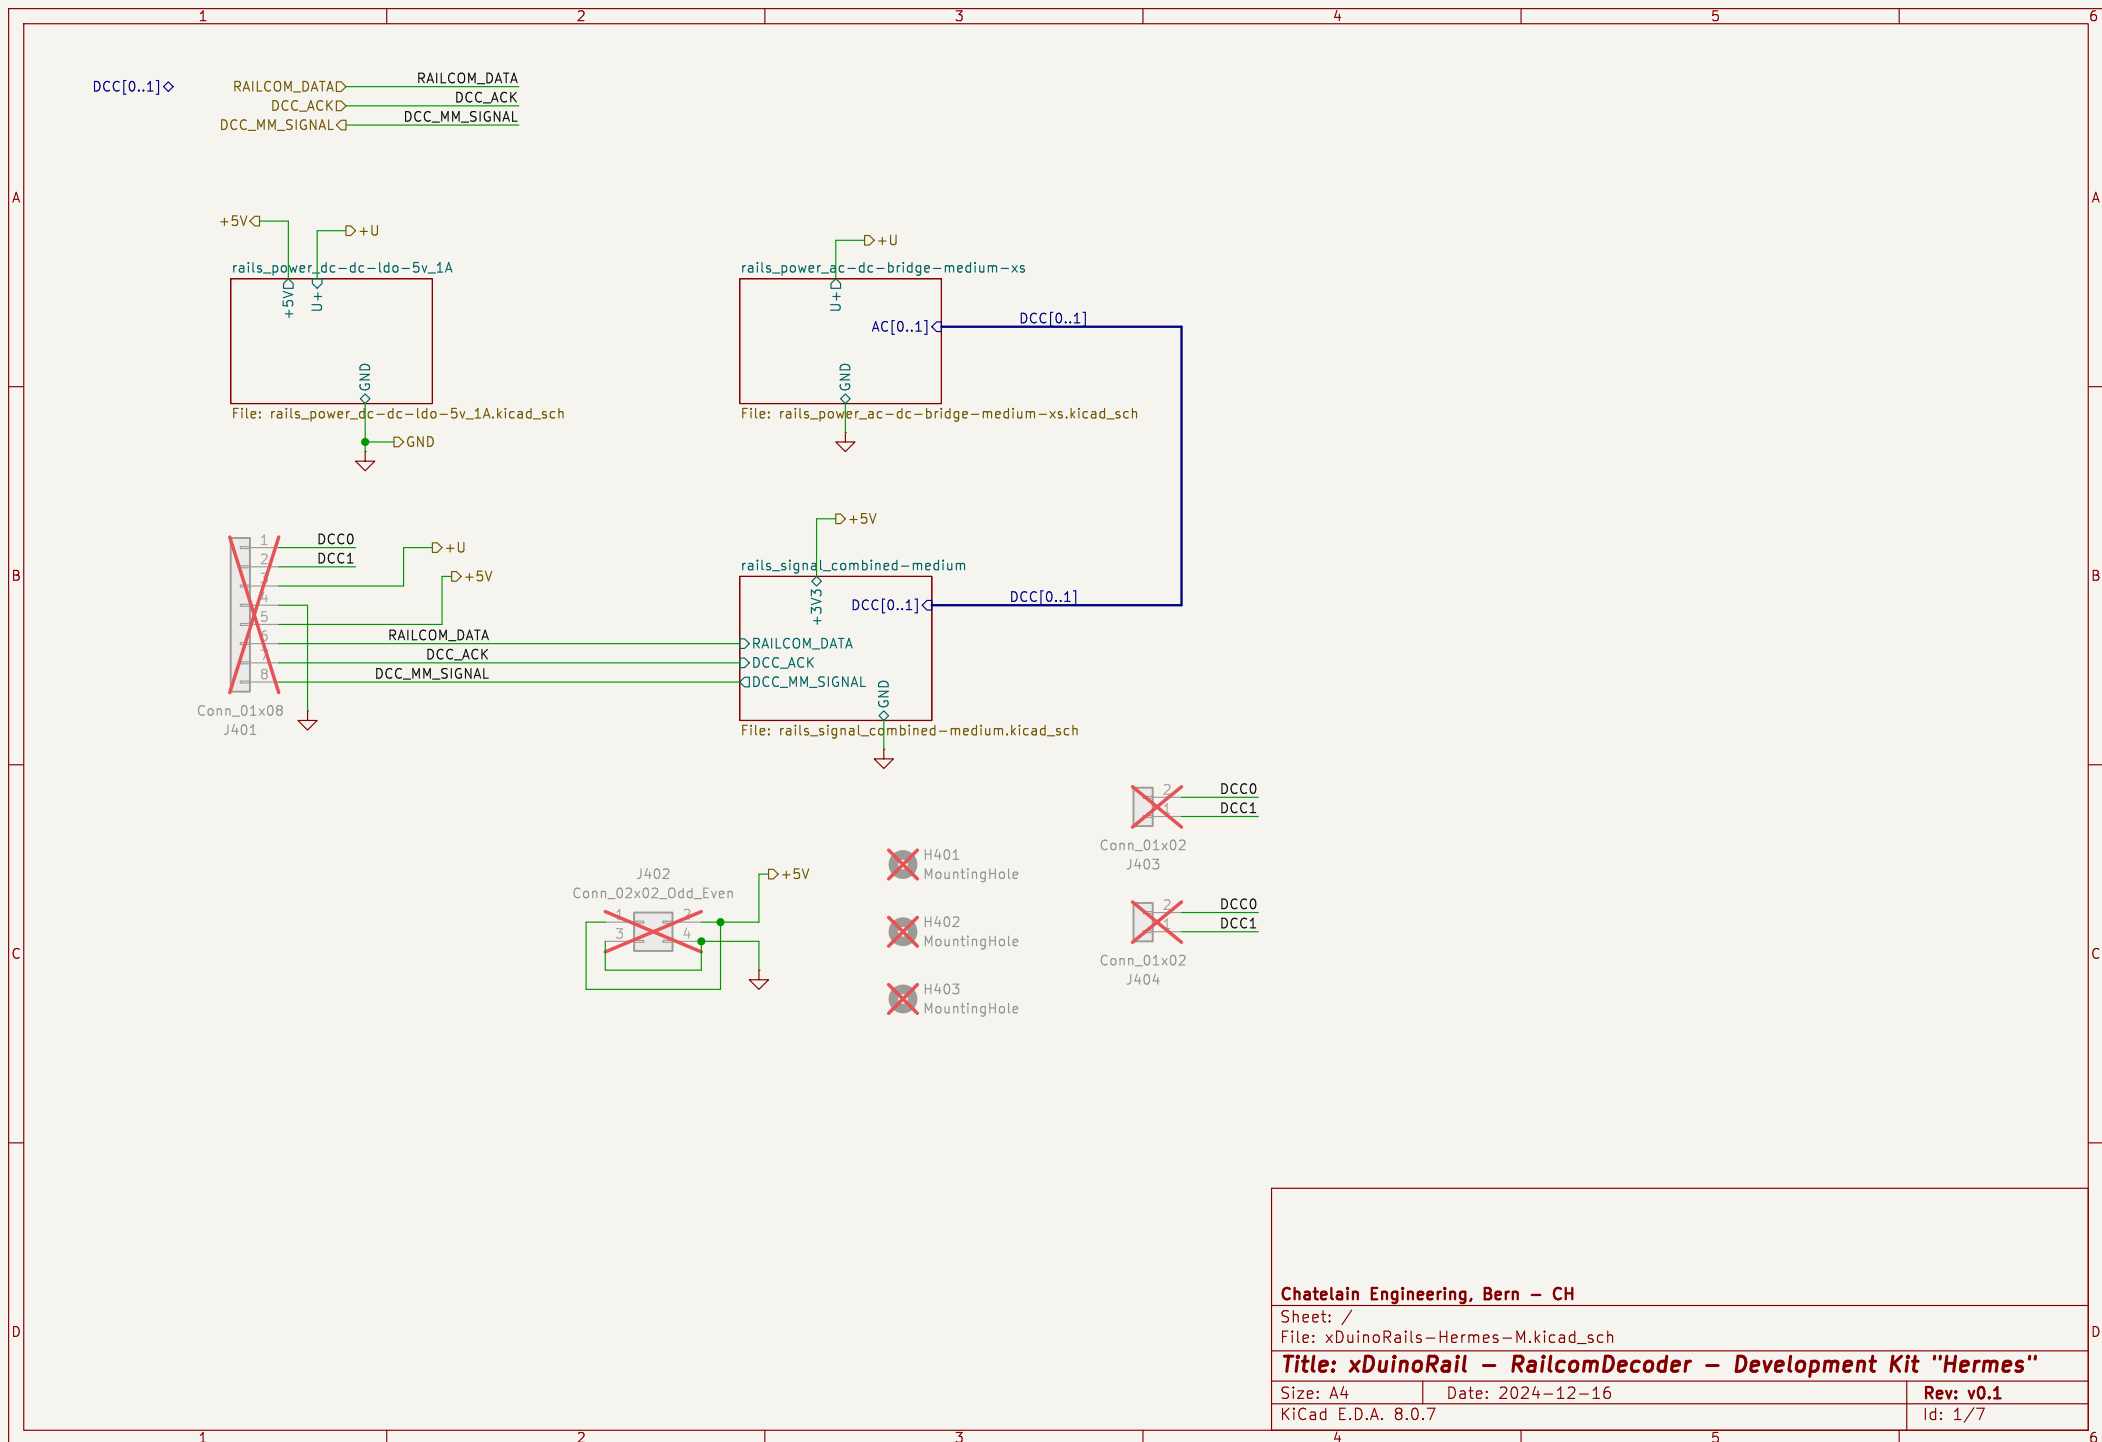 1 2 3 4 5 6
DCC[0..1]
RAILCOM_DATA RAILCOM_DATA
DCC_ACK DCC_ACK
DCC_MM_SIGNAL DCC_MM_SIGNAL
A A
+5V
+U
+U
rails_power_dc-dc-ldo-5v_1A
+5V
U+
GND
File: rails_power_dc-dc-ldo-5v_1A.kicad_sch
GND
rails_power_ac-dc-bridge-medium-xs
U+
AC[0..1]
DCC[0..1]
GND
File: rails_power_ac-dc-bridge-medium-xs.kicad_sch
+5V
B B
1 DCC0
2 DCC1
3
4
5
6
7
8
+U
+5V
RAILCOM_DATA
DCC_ACK
DCC_MM_SIGNAL
Conn_01x08
J401
rails_signal_combined-medium
+3V3
DCC[0..1]
DCC[0..1]
RAILCOM_DATA
DCC_ACK
DCC_MM_SIGNAL
GND
File: rails_signal_combined-medium.kicad_sch
2 DCC0
1 DCC1
Conn_01x02
J403
J402
Conn_02x02_Odd_Even
1 2
3 4
+5V
H401
MountingHole
H402
MountingHole
H403
MountingHole
2 DCC0
1 DCC1
Conn_01x02
J404
C C
D D
Chatelain Engineering, Bern - CH
Sheet: /
File: xDuinoRails-Hermes-M.kicad_sch
Title: xDuinoRail - RailcomDecoder - Development Kit "Hermes"
Size: A4 Date: 2024-12-16 Rev: v0.1
KiCad E.D.A. 8.0.7 Id: 1/7
1 2 3 4 5 6